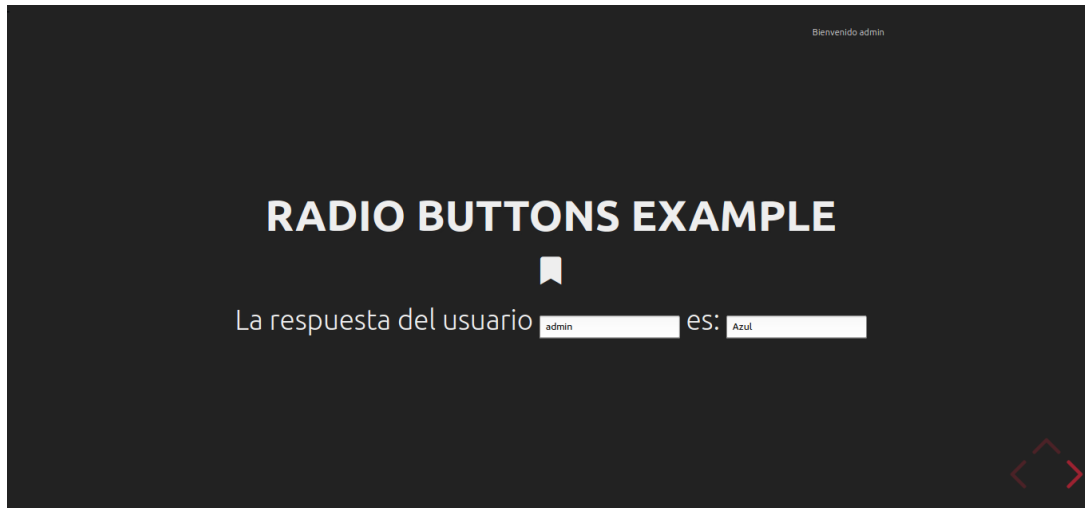 Bienvenido admin
RADIO BUTTONS EXAMPLE
La respuesta del usuario admin es: Azul